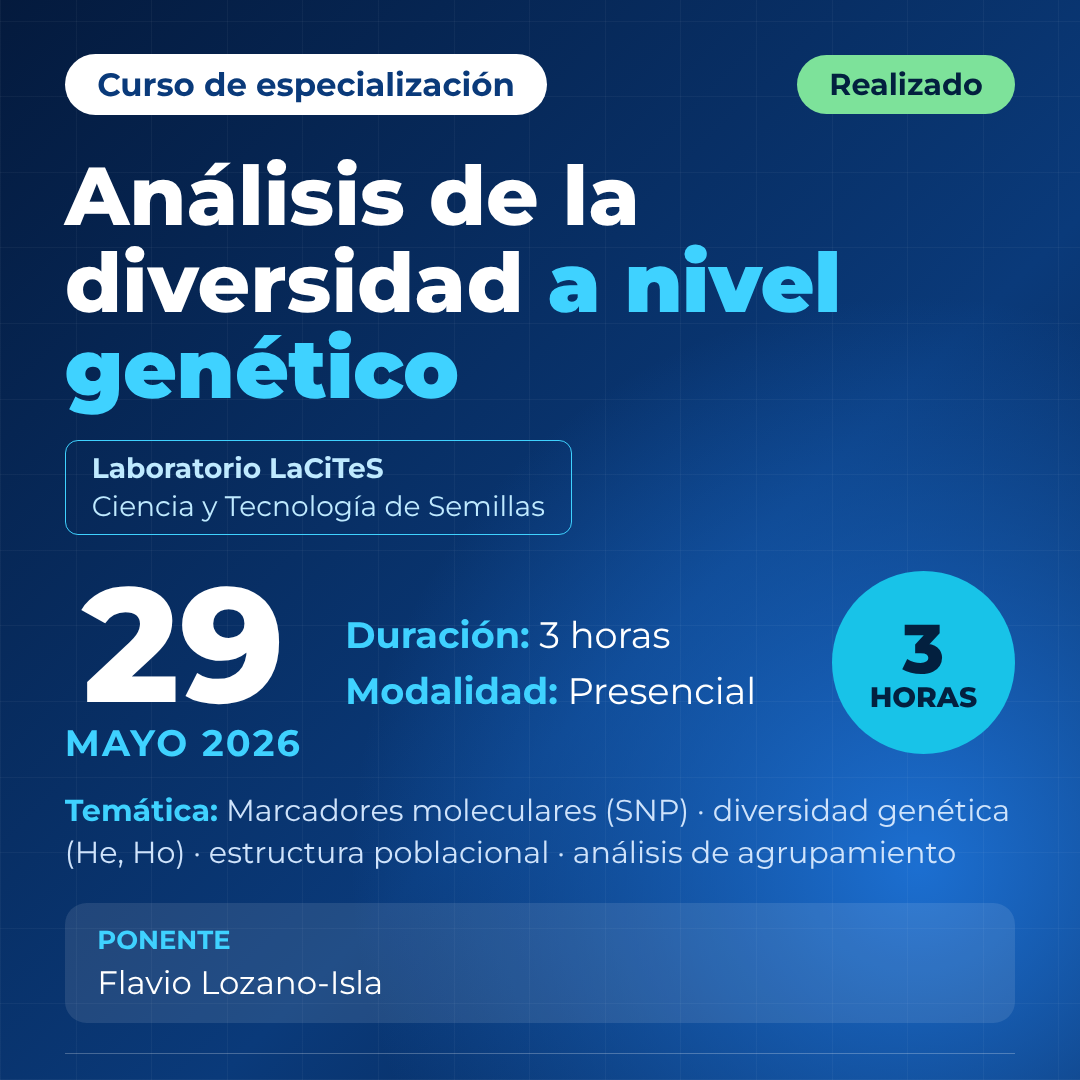 Curso de especialización
Realizado
Análisis de la
diversidad a nivel
genético
Laboratorio LaCiTeS
Ciencia y Tecnología de Semillas
29
MAYO 2026
Duración: 3 horas
Modalidad: Presencial
3
HORAS
Temática: Marcadores moleculares (SNP) · diversidad genética
(He, Ho) · estructura poblacional · análisis de agrupamiento
PONENTE
Flavio Lozano-Isla